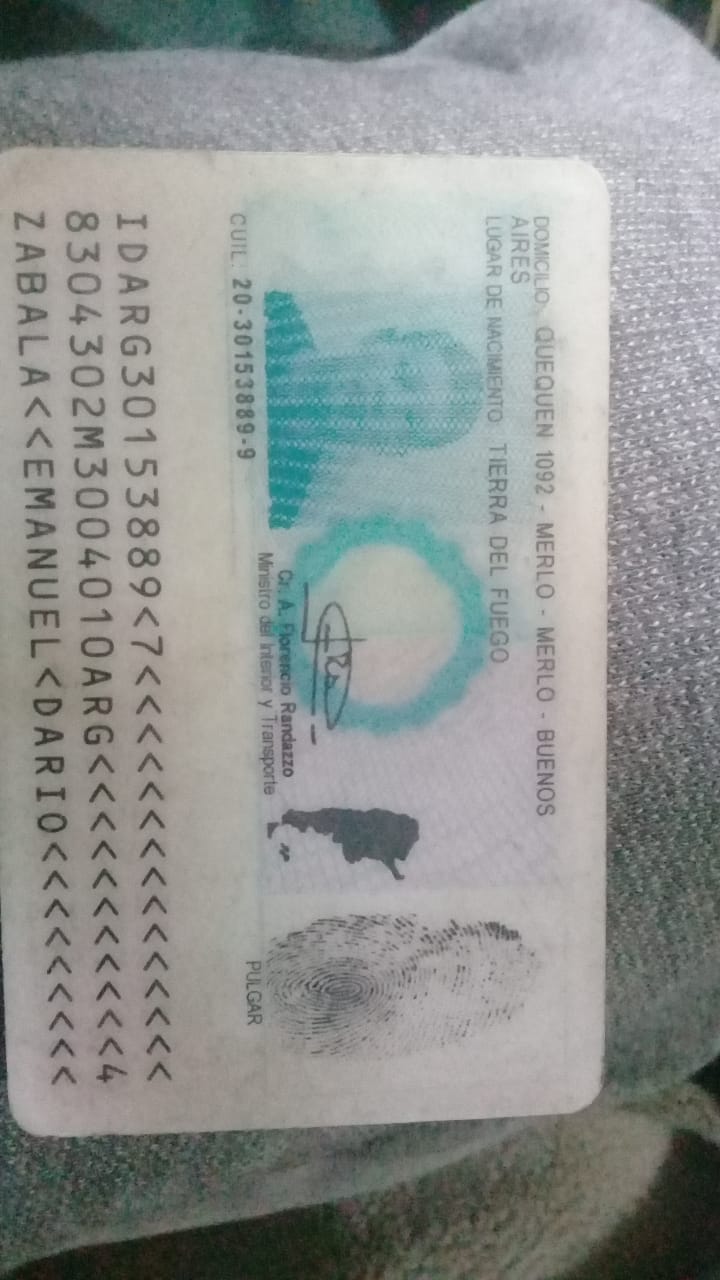 DOMICILIO QUEQUEN 1092 - MERLO - MERLO - BUENOS
AIRES
LUGAR DE NACIMIENTO TIERRA DEL FUEGO
CUIL: 20-30153889-9
Cr. A. Florencio Randazzo
Ministro del Interior y Transporte
PULGAR
IDARG30153889<7<<<<<<<<<<<<<<<
8304302M3004010ARG<<<<<<<<<<<4
ZABALA<<EMANUEL<DARIO<<<<<<<<<